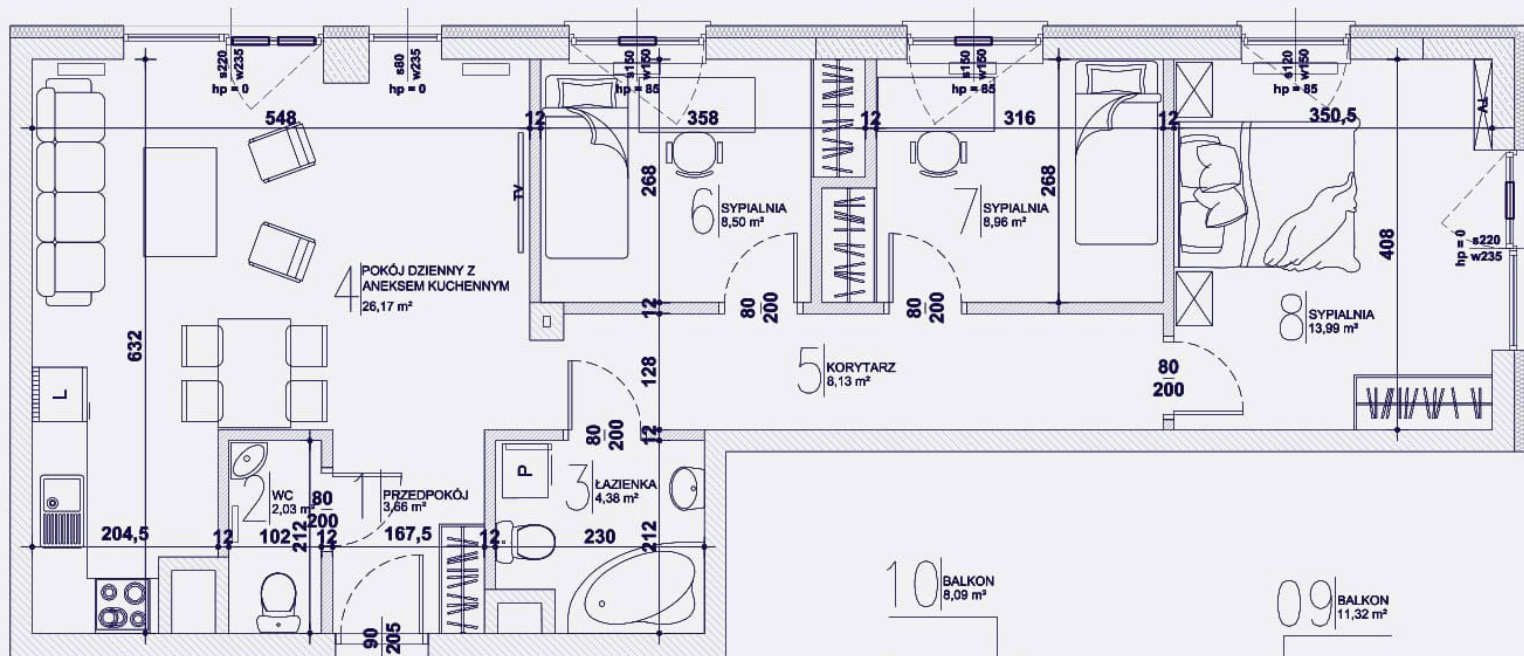 s220
w235
hp = 0
s80
w235
hp = 0
s150
w150
hp = 85
s150
w150
hp = 85
s120
w150
hp = 85
548
12
358
12
316
12
350,5
TV
TV
268
268
6
SYPIALNIA
8,50 m²
7
SYPIALNIA
8,96 m²
408
hp = 0
s220
w235
4
POKÓJ DZIENNY Z
ANEKSEM KUCHENNYM
26,17 m²
80
200
80
200
12
8
SYPIALNIA
13,99 m²
632
128
5
KORYTARZ
8,13 m²
80
200
L
80
200
12
P
3
ŁAZIENKA
4,38 m²
2
WC
2,03 m²
80
200
1
PRZEDPOKÓJ
3,66 m²
212
212
204,5
12
102
12
167,5
12
230
90
205
10
BALKON
8,09 m²
09
BALKON
11,32 m²